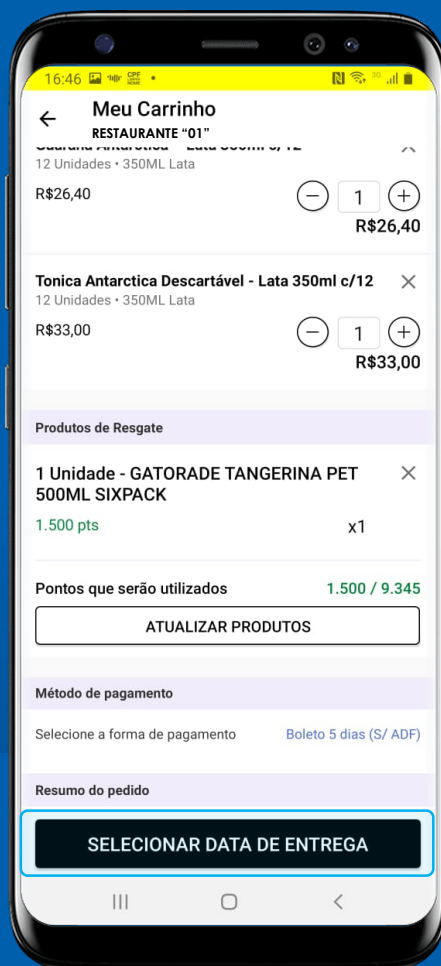 16:46
Meu Carrinho
RESTAURANTE “01”
12 Unidades • 350ML Lata
R$26,40
1
R$26,40
Tonica Antarctica Descartável - Lata 350ml c/12
12 Unidades • 350ML Lata
R$33,00
1
R$33,00
Produtos de Resgate
1 Unidade - GATORADE TANGERINA PET
500ML SIXPACK
1.500 pts
x1
Pontos que serão utilizados
1.500 / 9.345
ATUALIZAR PRODUTOS
Método de pagamento
Selecione a forma de pagamento
Boleto 5 dias (S/ ADF)
Resumo do pedido
SELECIONAR DATA DE ENTREGA